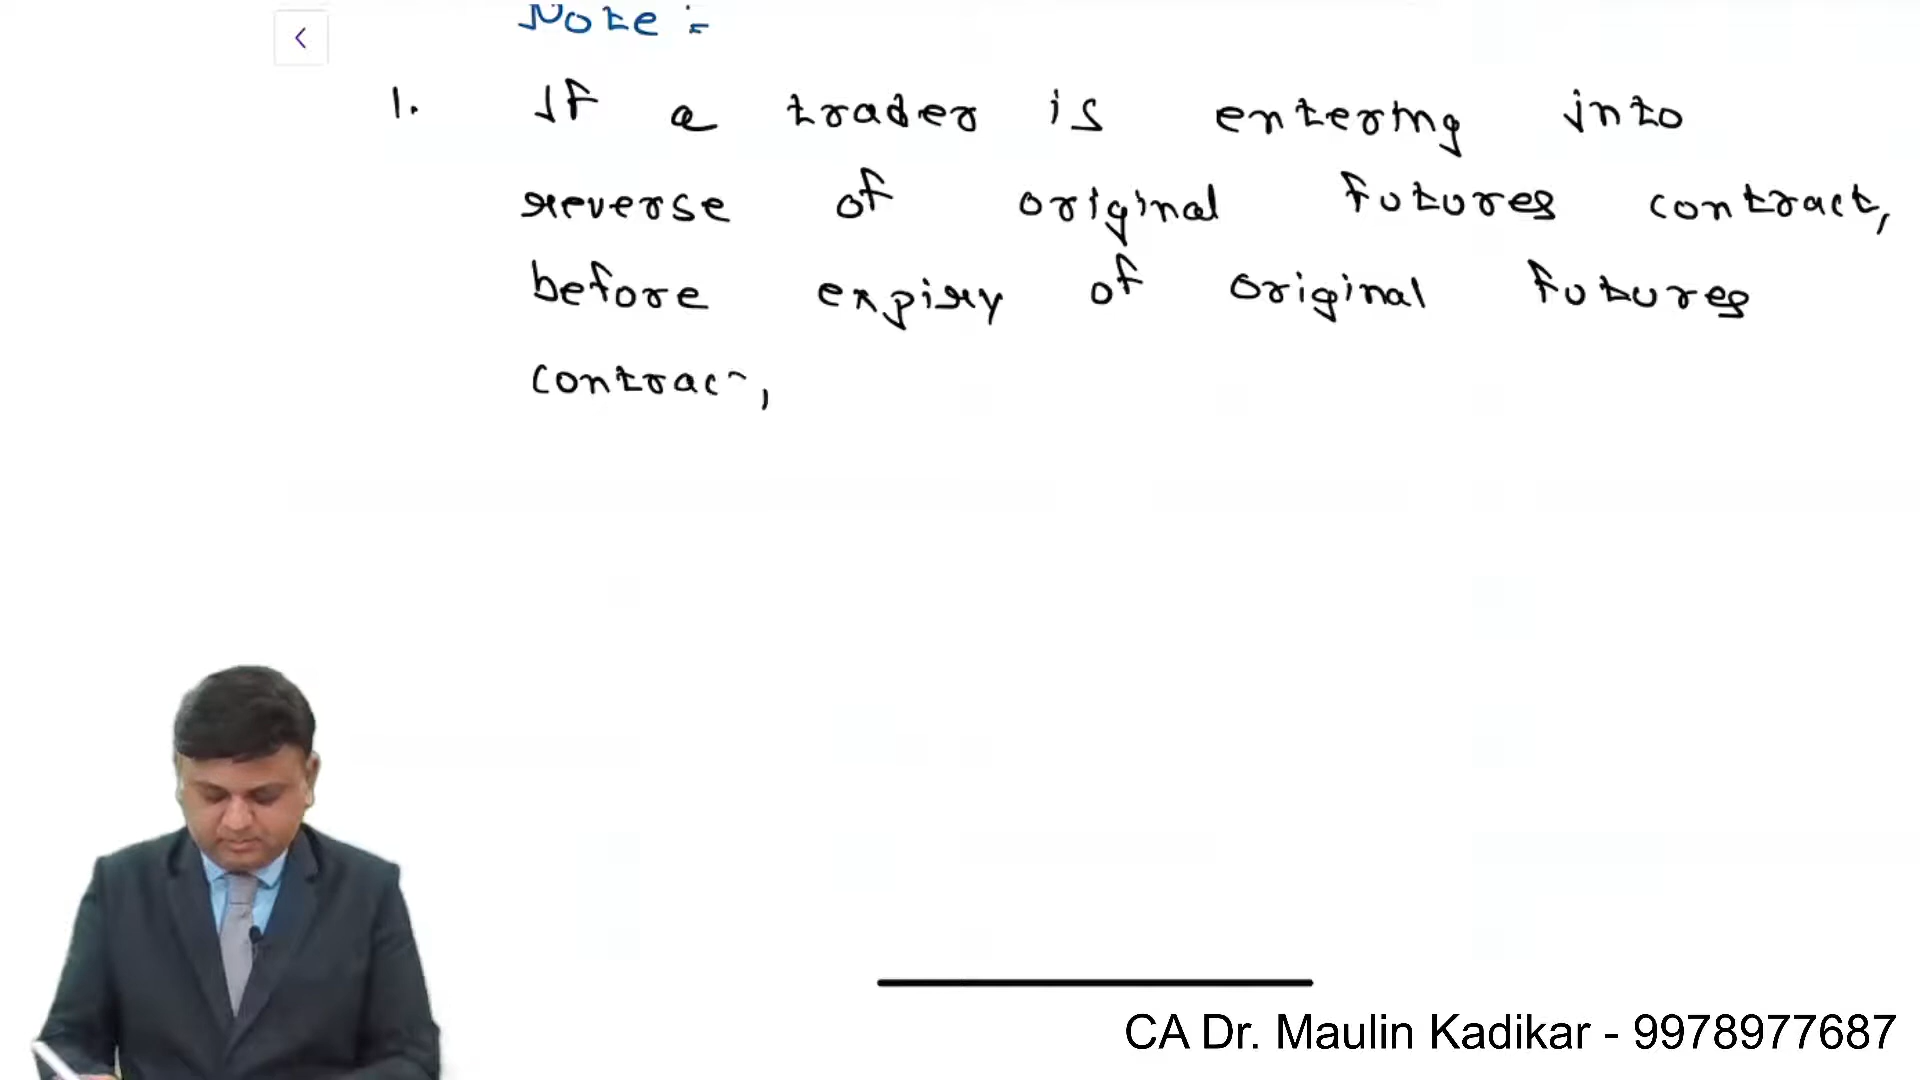 Note :
1. If a trader is entering into
reverse of original futures contract,
before expiry of original futures
contract,
CA Dr. Maulin Kadikar - 9978977687